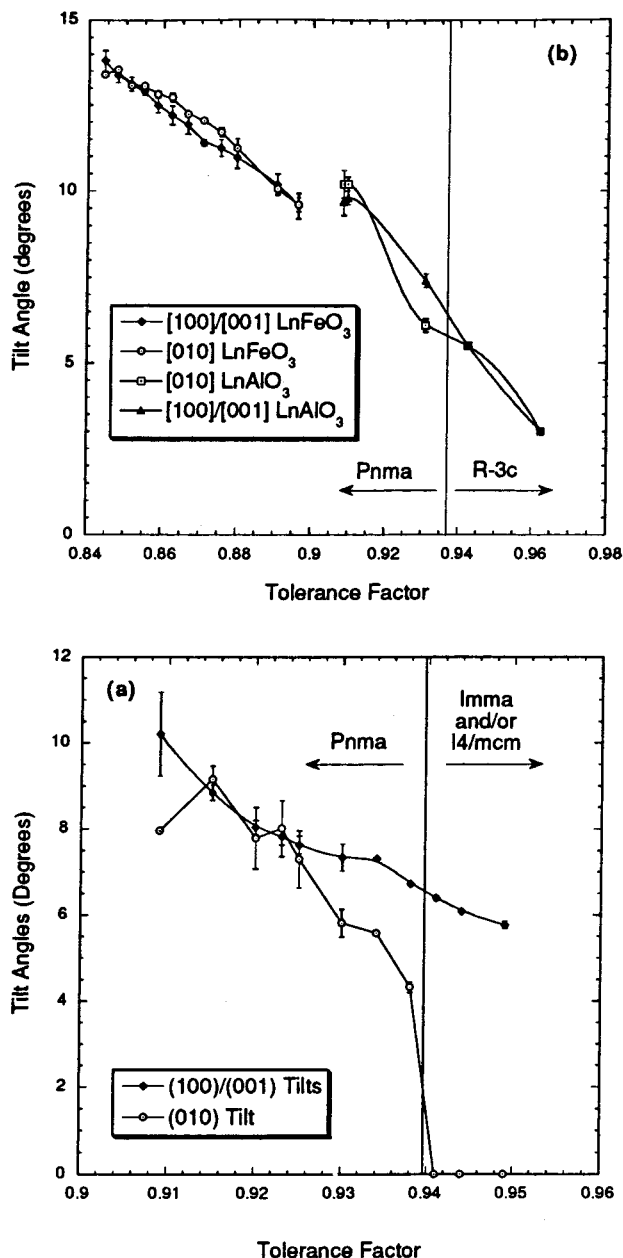 15
(b)
10
5
0
Tilt Angle (degrees)
[100]/[001] LnFeO3
[010] LnFeO3
[010] LnAlO3
[100]/[001] LnAlO3
Pnma
R-3c
0.84 0.86 0.88 0.9 0.92 0.94 0.96 0.98
Tolerance Factor
12
(a)
10
8
6
4
2
0
Tilt Angles (Degrees)
Pnma
Imma
and/or
I4/mcm
(100)/(001) Tilts
(010) Tilt
0.9 0.91 0.92 0.93 0.94 0.95 0.96
Tolerance Factor